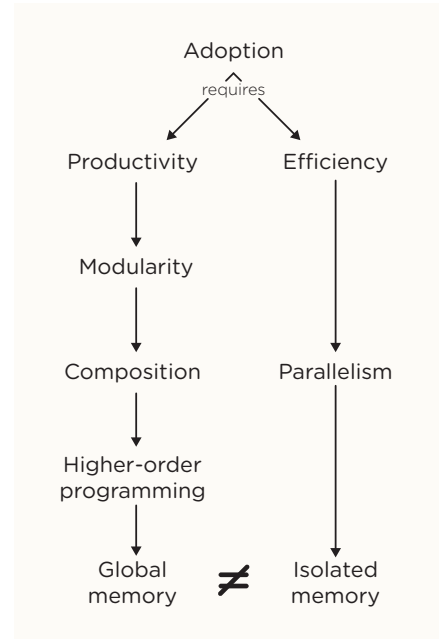 Adoption
requires
Productivity
Efficiency
Modularity
Composition
Parallelism
Higher-order
programming
Global
memory
≠
Isolated
memory